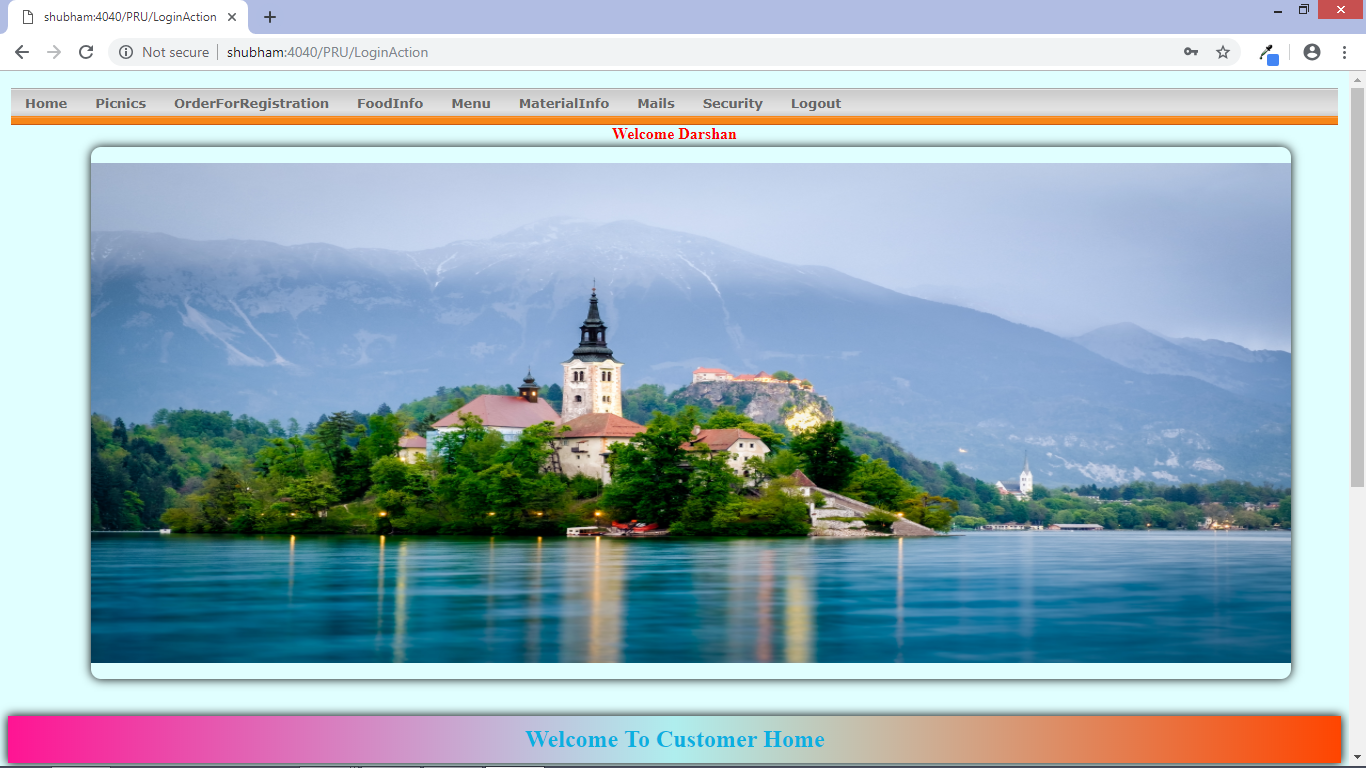 shubham:4040/PRU/LoginAction
Not secure shubham:4040/PRU/LoginAction
Home Picnics OrderForRegistration FoodInfo Menu MaterialInfo Mails Security Logout
Welcome Darshan
Welcome To Customer Home